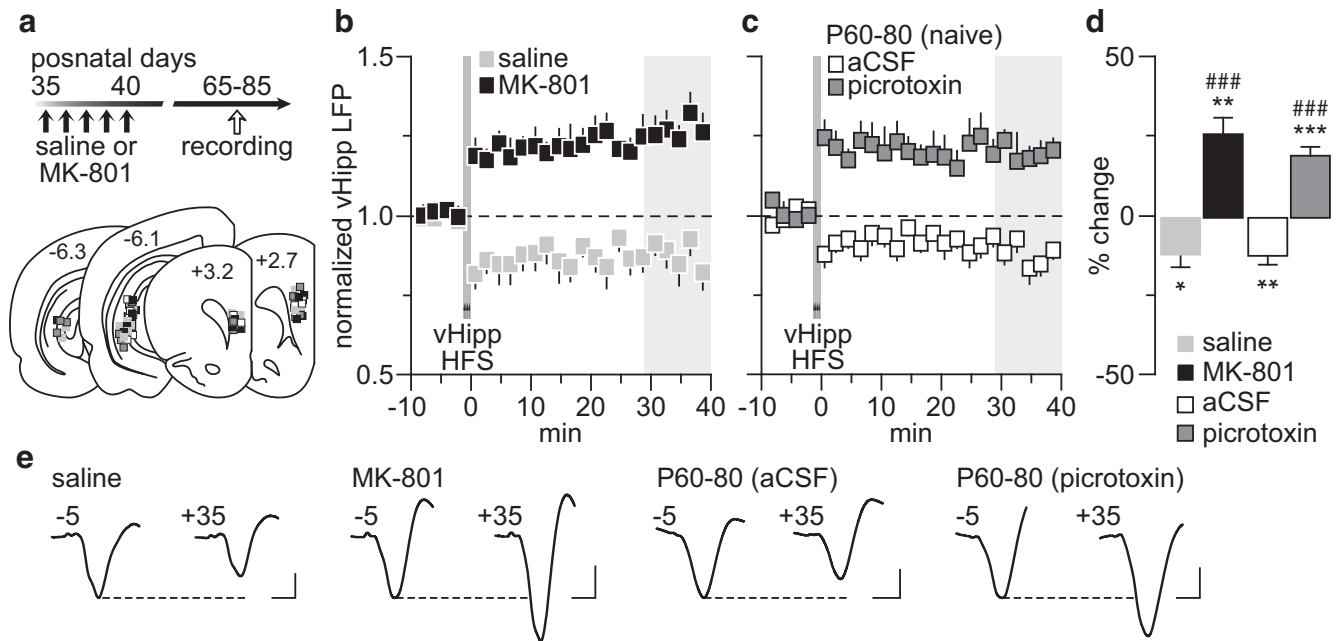 a
posnatal days
35 40 65-85
saline or recording
MK-801
-6.3 -6.1 +3.2 +2.7
b
normalized vHipp LFP
1.5
1.0
0.5
saline
MK-801
vHipp
HFS
-10 0 10 20 30 40
min
c
P60-80 (naive)
aCSF
picrotoxin
vHipp
HFS
-10 0 10 20 30 40
min
d
% change
50
0
-50
###
**
###
***
*
**
saline
MK-801
aCSF
picrotoxin
e
saline
-5 +35
MK-801
-5 +35
P60-80 (aCSF)
-5 +35
P60-80 (picrotoxin)
-5 +35